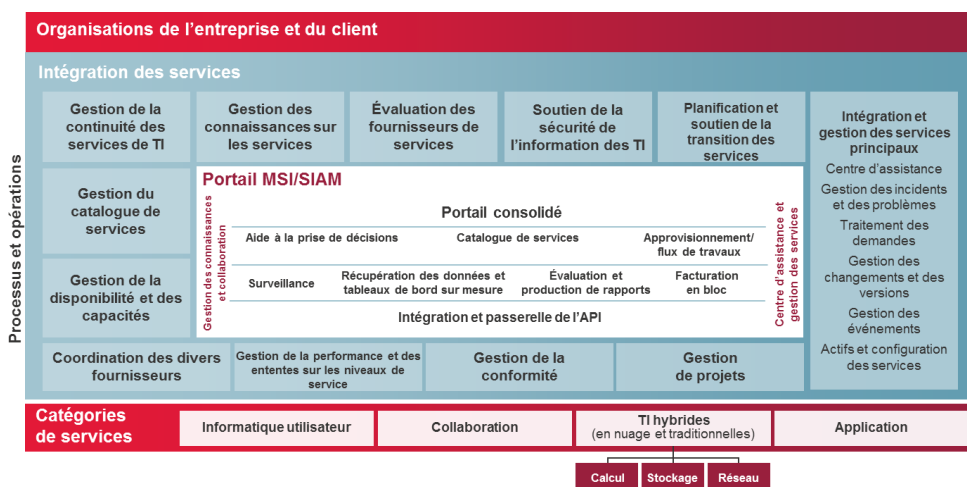 Organisations de l'entreprise et du client
Intégration des services
Processus et opérations
Gestion de la
continuité des
services de TI
Gestion des
connaissances sur
les services
Évaluation des
fournisseurs de
services
Soutien de la
sécurité de
l'information des TI
Planification et
soutien de la
transition des
services
Intégration et
gestion des services
principaux
Centre d'assistance
Gestion des incidents
et des problèmes
Traitement des
demandes
Gestion des
changements et des
versions
Gestion des
événements
Actifs et configuration
des services
Gestion du
catalogue de
services
Gestion de la
disponibilité et des
capacités
Portail MSI/SIAM
Gestion des connaissances
et collaboration
Portail consolidé
Aide à la prise de décisions
Catalogue de services
Approvisionnement/
flux de travaux
Surveillance
Récupération des données et
tableaux de bord sur mesure
Évaluation et
production de rapports
Facturation
en bloc
Intégration et passerelle de l'API
Centre d'assistance et
gestion des services
Coordination des divers
fournisseurs
Gestion de la performance et des
ententes sur les niveaux de
service
Gestion de la
conformité
Gestion
de projets
Catégories
de services
Informatique utilisateur
Collaboration
TI hybrides
(en nuage et traditionnelles)
Application
Calcul
Stockage
Réseau